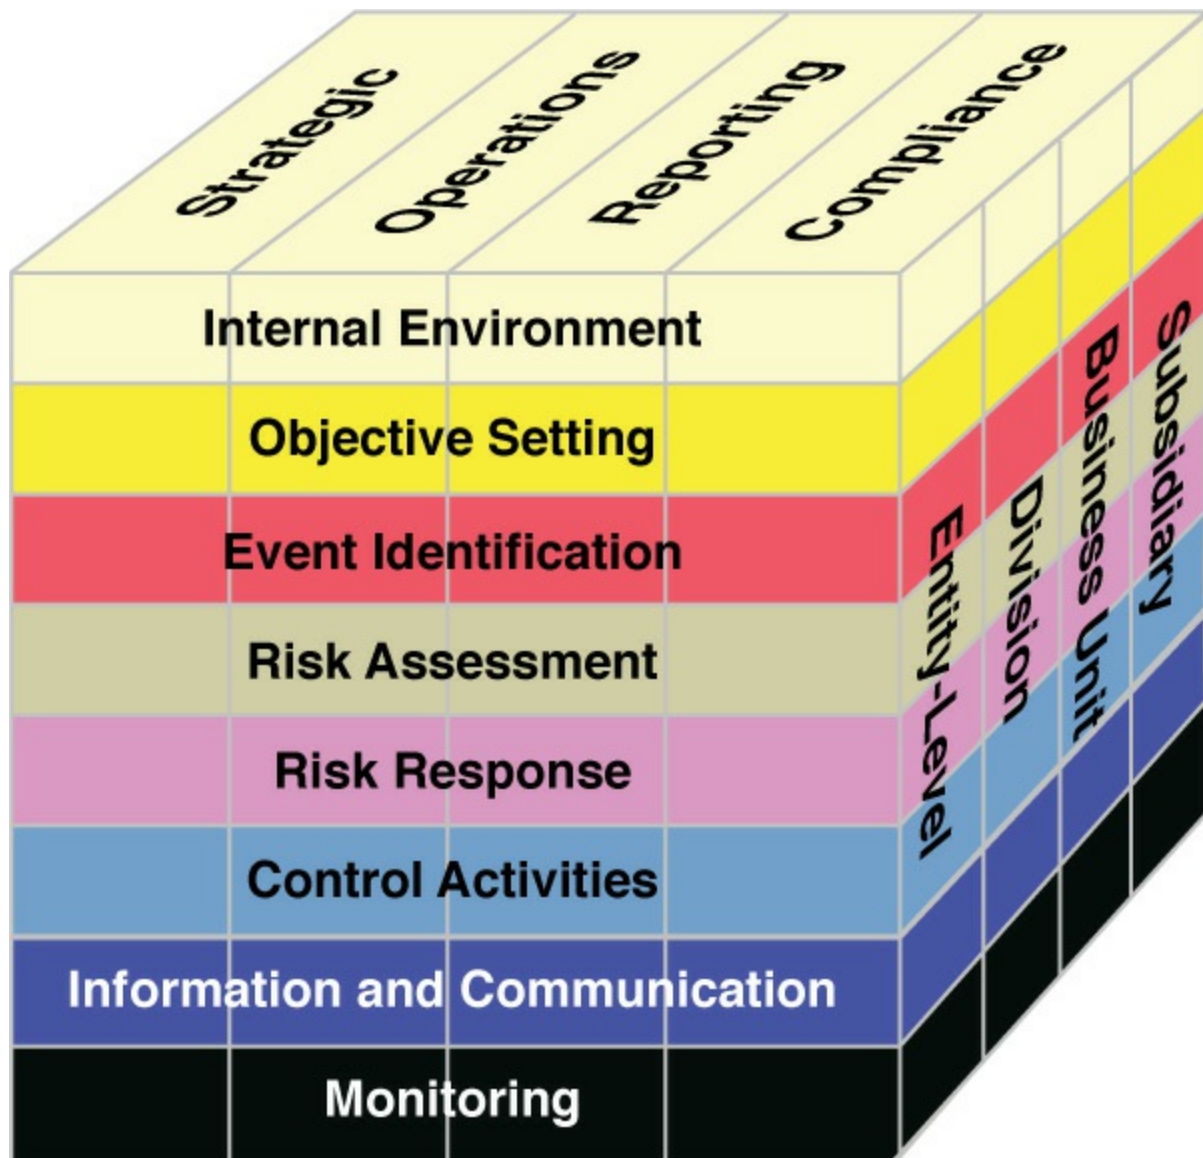 Strategic
Operations
Reporting
Compliance
Internal Environment
Objective Setting
Event Identification
Risk Assessment
Risk Response
Control Activities
Information and Communication
Monitoring
Entity-Level
Division
Business Unit
Subsidiary